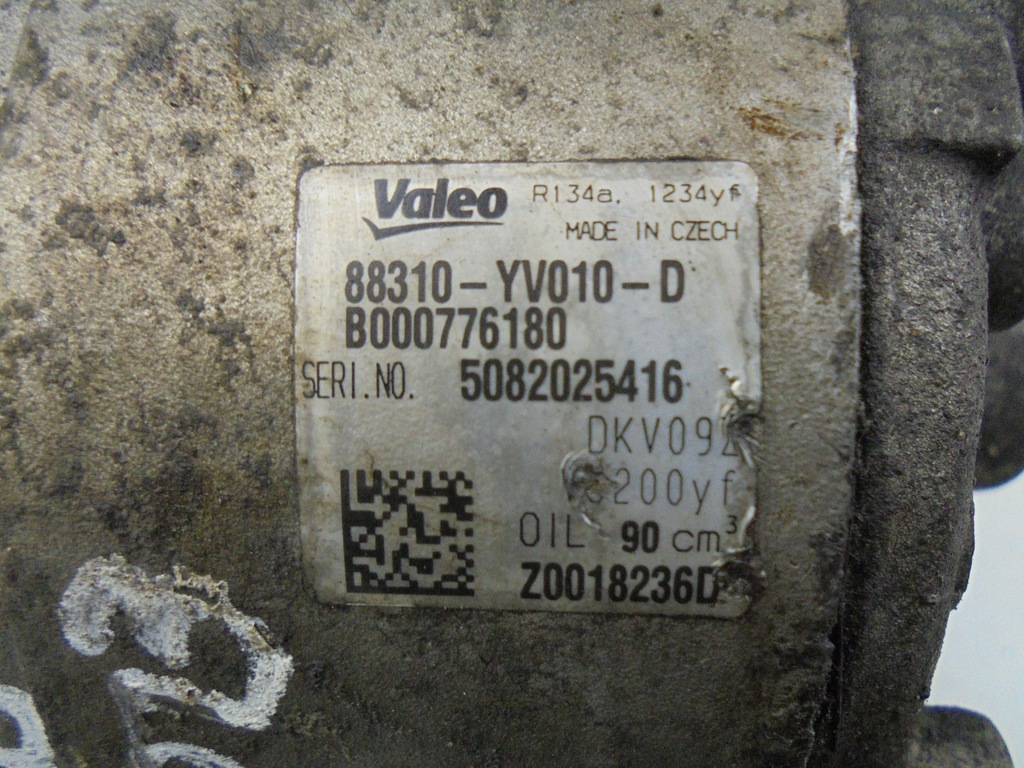 Valeo R134a, 1234yf
MADE IN CZECH
88310-YV010-D
B000776180
SERI.NO. 5082025416
OIL 90 cm³
Z0018236D